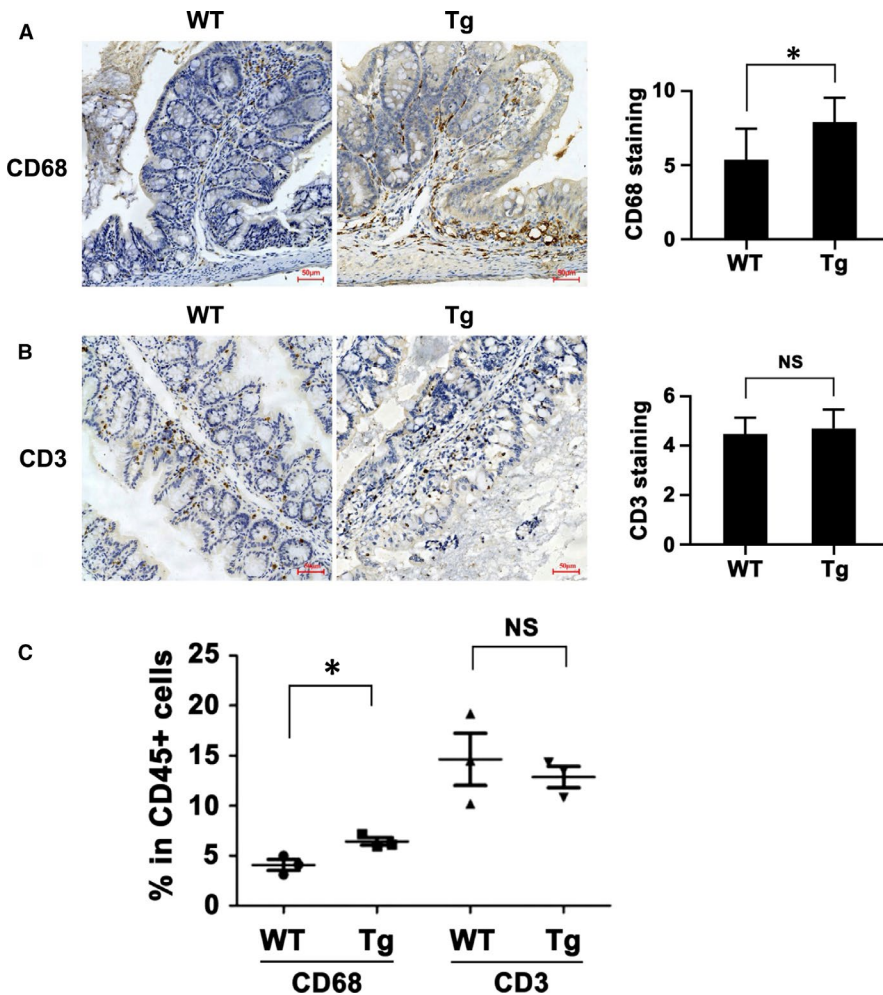 A
WT
Tg
CD68
50μm
50μm
*
10
5
0
CD68 staining
WT
Tg
B
WT
Tg
CD3
50μm
NS
6
4
2
0
CD3 staining
WT
Tg
C
25
20
15
10
5
0
% in CD45+ cells
*
NS
WT
Tg
WT
Tg
CD68
CD3